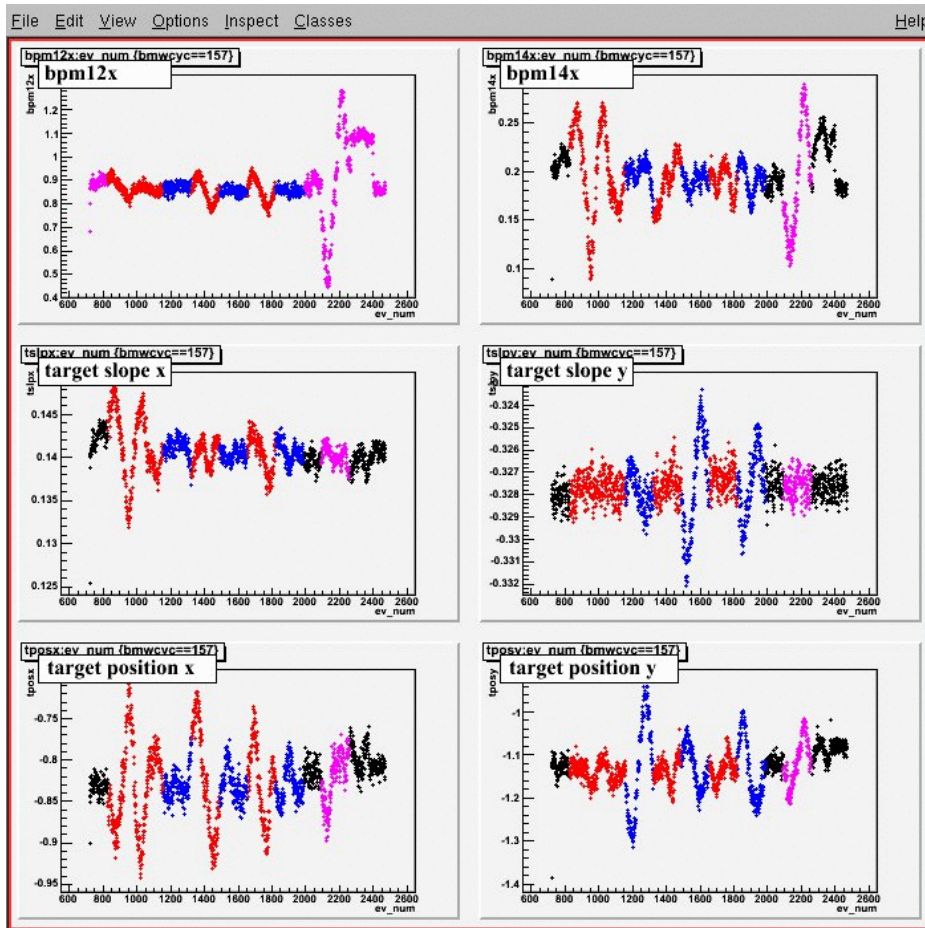 File Edit View Options Inspect Classes Help
bpm12x:ev_num {bmwcyc==157}
bpm12x
bpm12x
1.2
1.1
1
0.9
0.8
0.7
0.6
0.5
0.4
600 800 1000 1200 1400 1600 1800 2000 2200 2400 2600
ev_num
bpm14x:ev_num {bmwcyc==157}
bpm14x
bpm14x
0.25
0.2
0.15
0.1
600 800 1000 1200 1400 1600 1800 2000 2200 2400 2600
ev_num
tslpx:ev_num {bmwcyc==157}
target slope x
tslpx
0.145
0.14
0.135
0.13
0.125
600 800 1000 1200 1400 1600 1800 2000 2200 2400 2600
ev_num
tslpy:ev_num {bmwcyc==157}
target slope y
-0.324
-0.325
-0.326
-0.327
-0.328
-0.329
-0.33
-0.331
-0.332
600 800 1000 1200 1400 1600 1800 2000 2200 2400 2600
ev_num
tposx:ev_num {bmwcyc==157}
target position x
tposx
-0.75
-0.8
-0.85
-0.9
-0.95
600 800 1000 1200 1400 1600 1800 2000 2200 2400 2600
ev_num
tposy:ev_num {bmwcyc==157}
target position y
tposy
-1
-1.1
-1.2
-1.3
-1.4
600 800 1000 1200 1400 1600 1800 2000 2200 2400 2600
ev_num